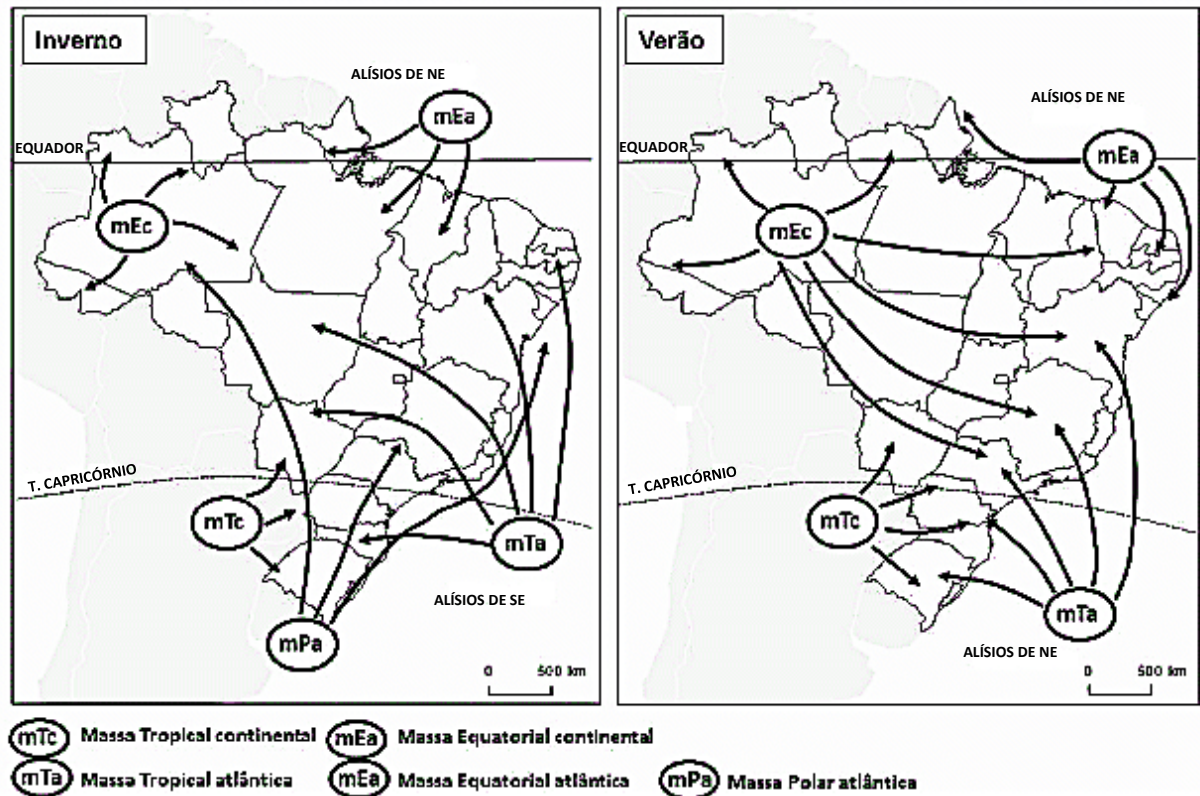 Inverno
ALÍSIOS DE NE
mEa
EQUADOR
mEc
T. CAPRICÓRNIO
mTc
mTa
ALÍSIOS DE SE
mPa
0 500 km
Verão
ALÍSIOS DE NE
EQUADOR
mEa
mEc
T. CAPRICÓRNIO
mTc
mTa
ALÍSIOS DE NE
0 500 km
mTc Massa Tropical continental mEa Massa Equatorial continental
mTa Massa Tropical atlântica mEa Massa Equatorial atlântica mPa Massa Polar atlântica